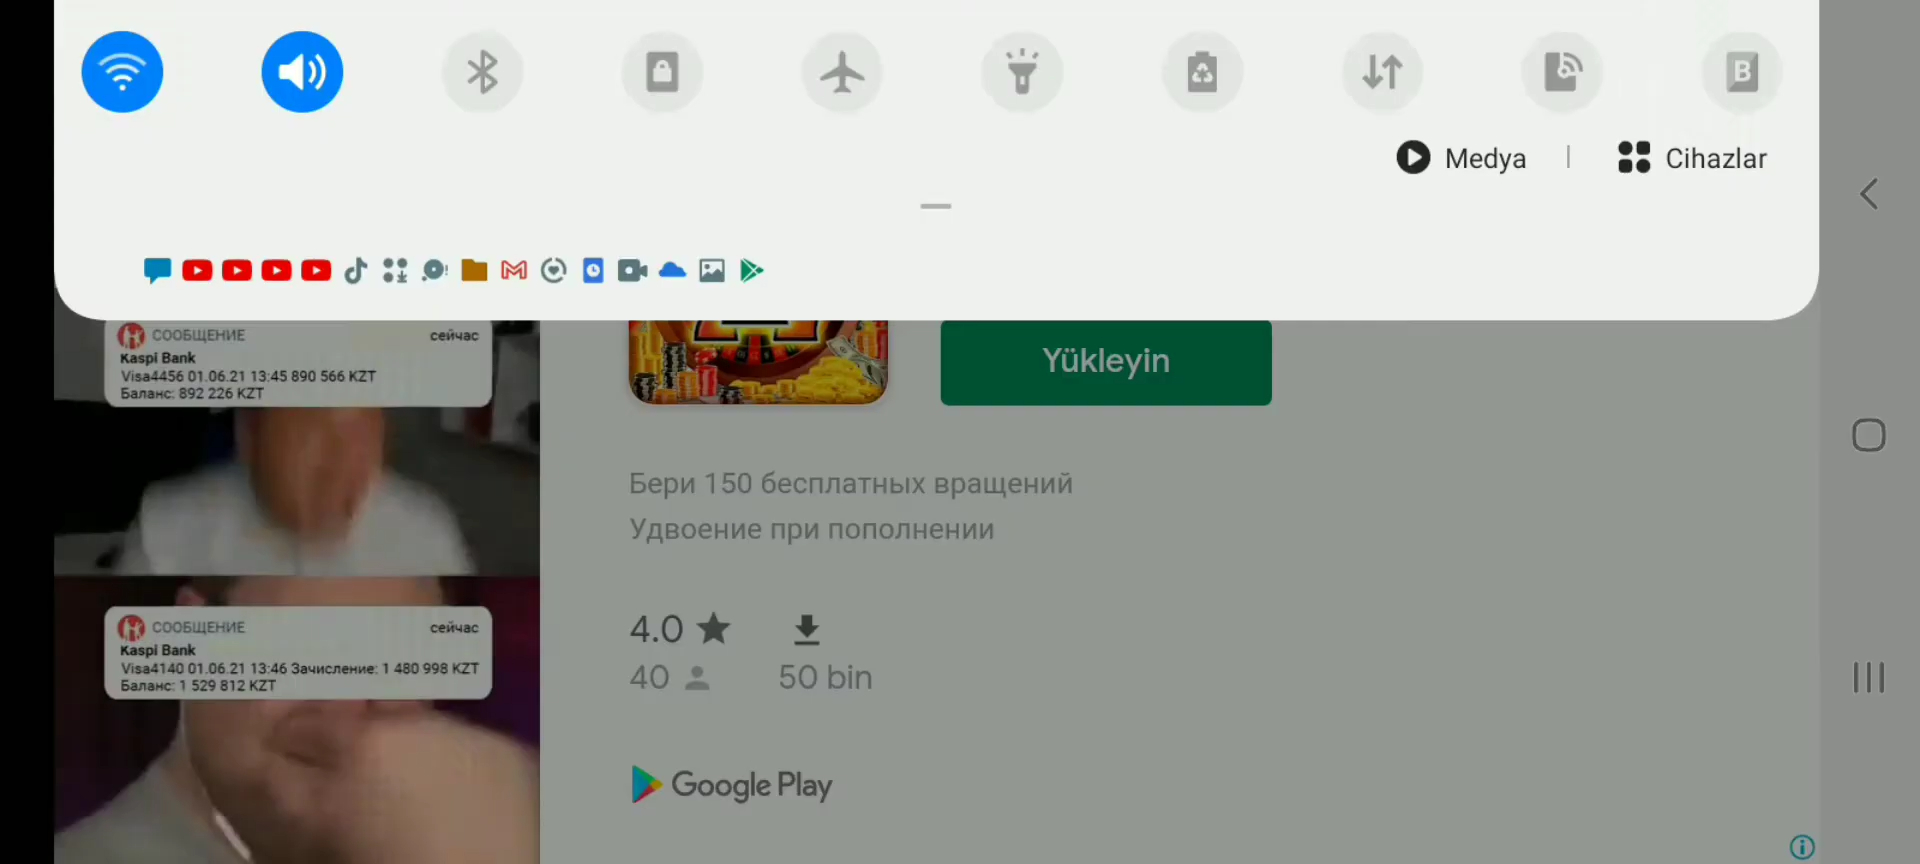 B
Medya
Cihazlar
СООБЩЕНИЕ сейчас
Kaspi Bank
Visa4456 01.06.21 13:45 890 566 KZT
Баланс: 892 226 KZT
Yükleyin
Бери 150 бесплатных вращений
Удвоение при пополнении
СООБЩЕНИЕ сейчас
Kaspi Bank
Visa4140 01.06.21 13:46 Зачисление: 1 480 998 KZT
Баланс: 1 529 812 KZT
4.0
40
50 bin
Google Play